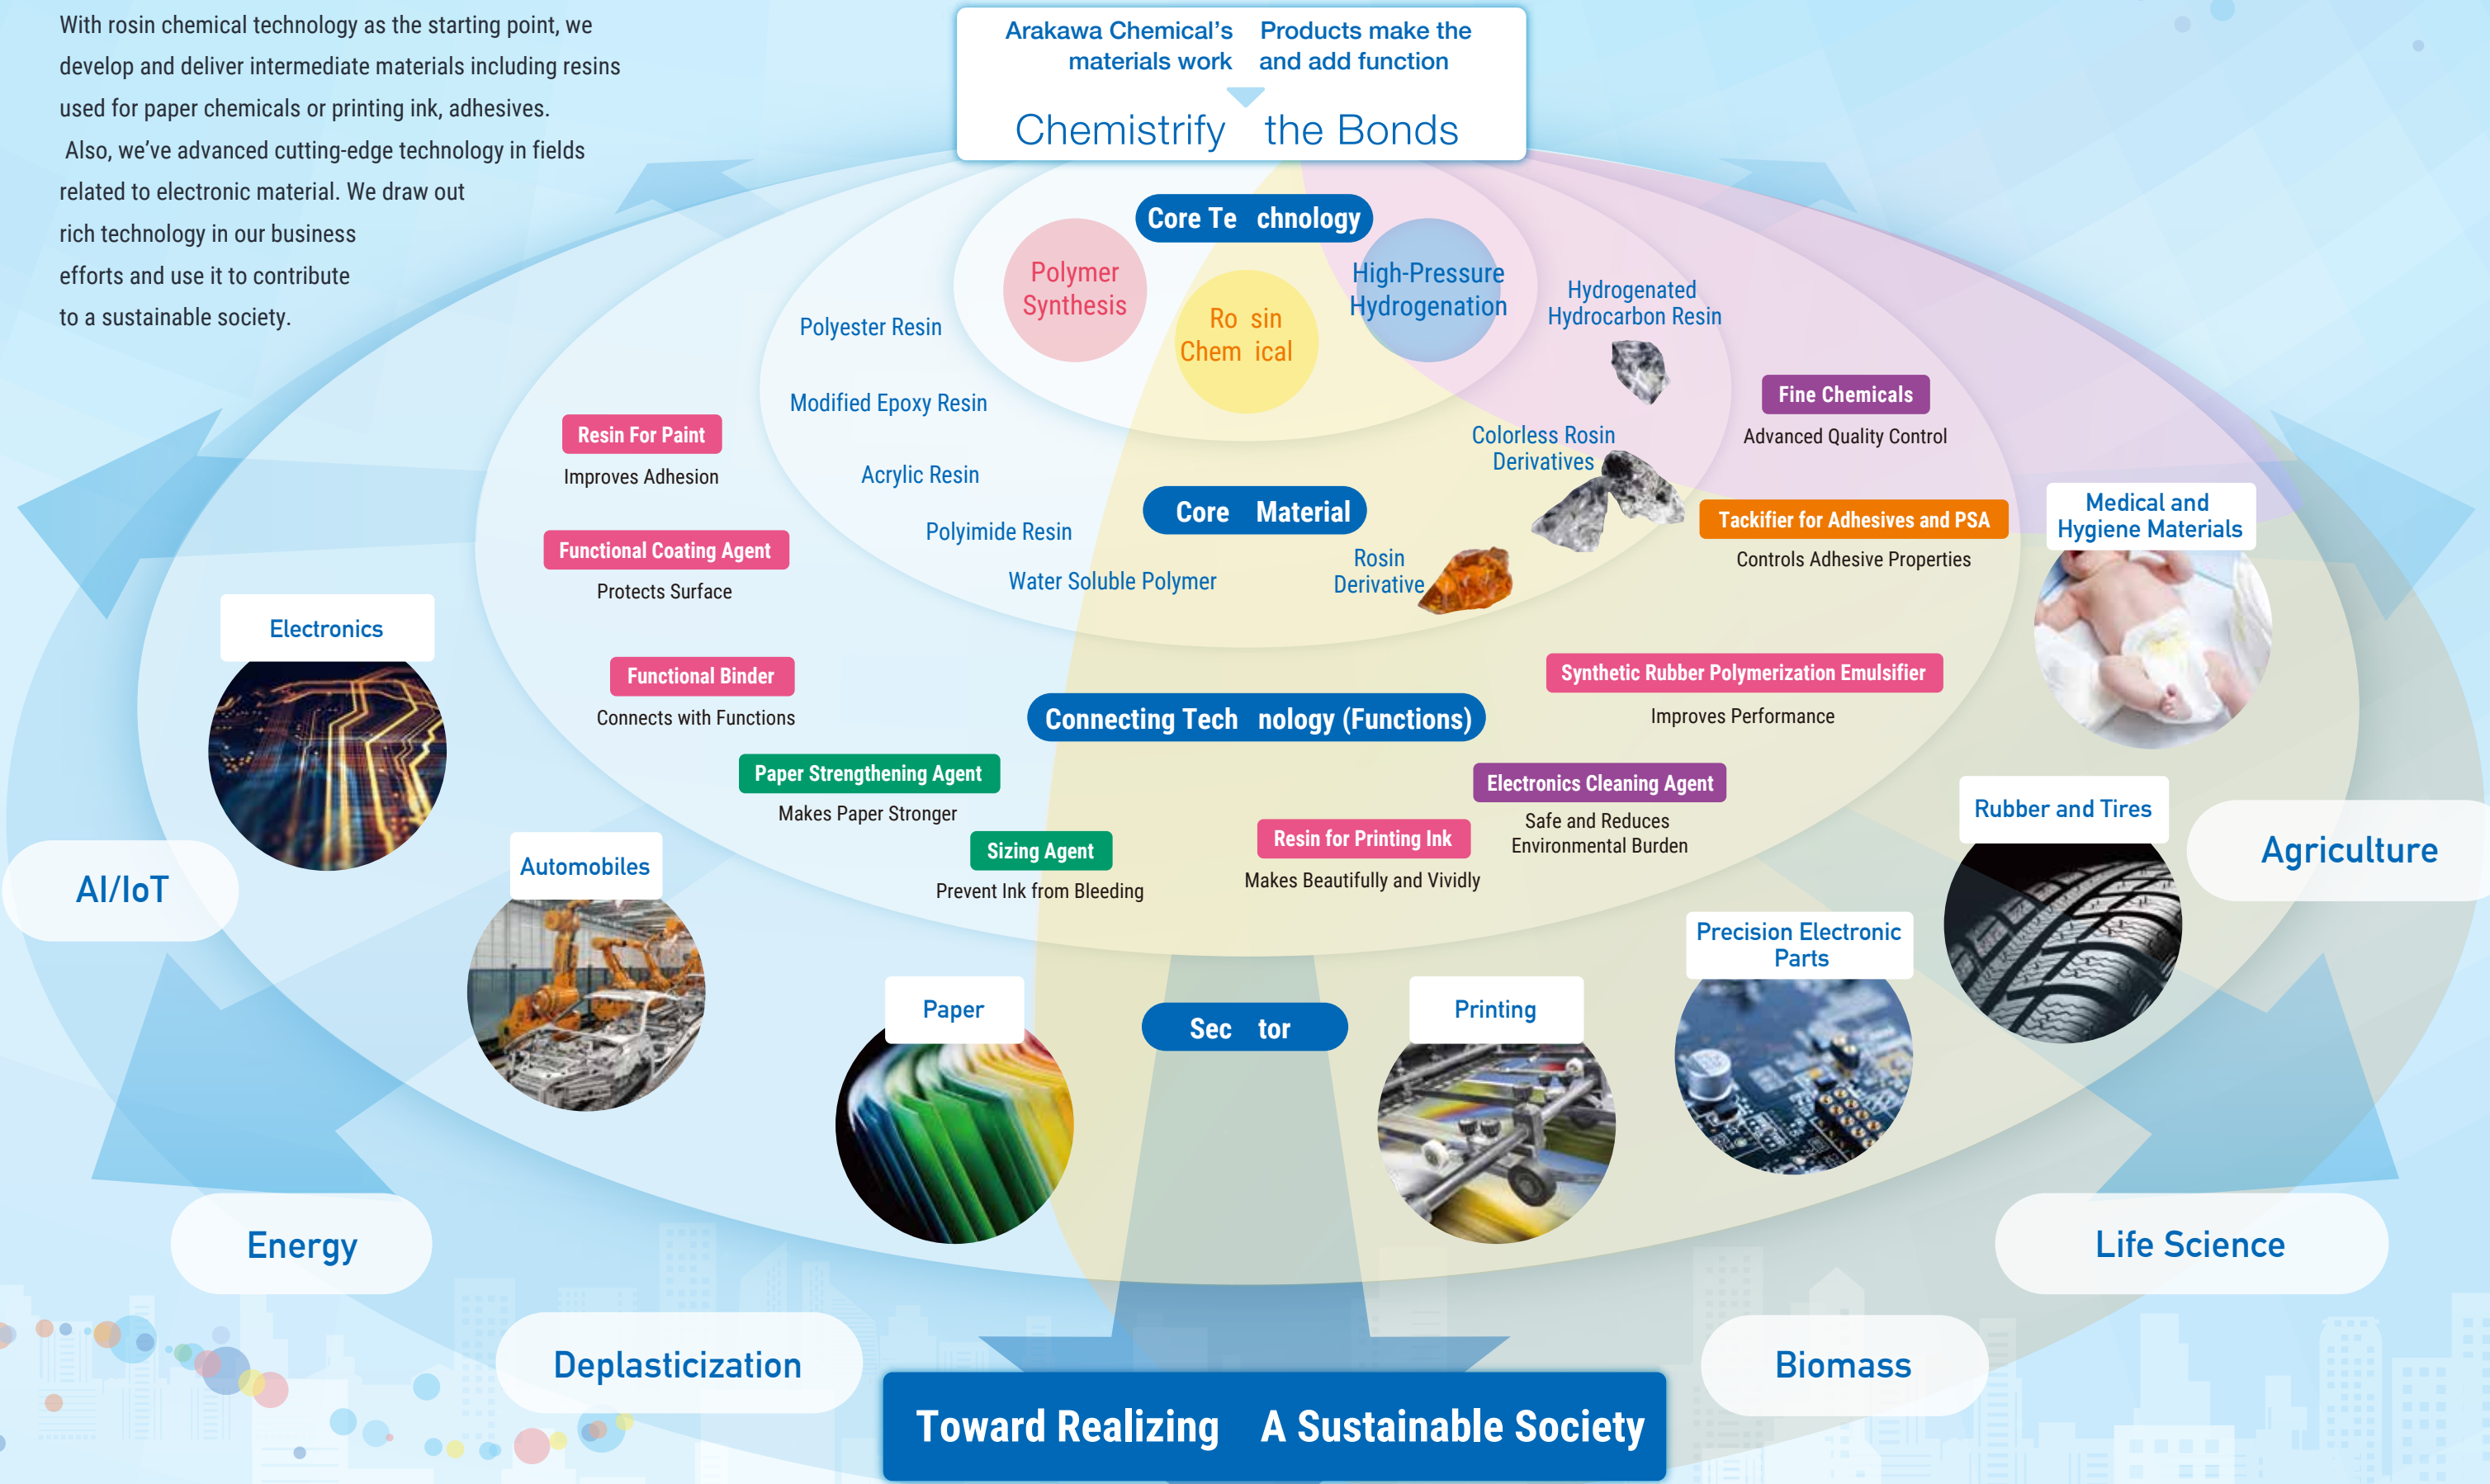 With rosin chemical technology as the starting point, we
develop and deliver intermediate materials including resins
used for paper chemicals or printing ink, adhesives.
Also, we've advanced cutting-edge technology in fields
related to electronic material. We draw out
rich technology in our business
efforts and use it to contribute
to a sustainable society.
Arakawa Chemical's Products make the
materials work and add function
Chemistrify the Bonds
Core Te chnology
Polymer
Synthesis
Ro sin
Chem ical
High-Pressure
Hydrogenation
Hydrogenated
Hydrocarbon Resin
Polyester Resin
Modified Epoxy Resin
Acrylic Resin
Polyimide Resin
Water Soluble Polymer
Core Material
Colorless Rosin
Derivatives
Rosin
Derivative
Fine Chemicals
Advanced Quality Control
Resin For Paint
Improves Adhesion
Tackifier for Adhesives and PSA
Controls Adhesive Properties
Functional Coating Agent
Protects Surface
Functional Binder
Connects with Functions
Connecting Tech nology (Functions)
Synthetic Rubber Polymerization Emulsifier
Improves Performance
Paper Strengthening Agent
Makes Paper Stronger
Sizing Agent
Prevent Ink from Bleeding
Resin for Printing Ink
Makes Beautifully and Vividly
Electronics Cleaning Agent
Safe and Reduces
Environmental Burden
Medical and
Hygiene Materials
Electronics
Automobiles
Paper
Sec tor
Printing
Precision Electronic
Parts
Rubber and Tires
AI/IoT
Agriculture
Energy
Life Science
Deplasticization
Biomass
Toward Realizing A Sustainable Society